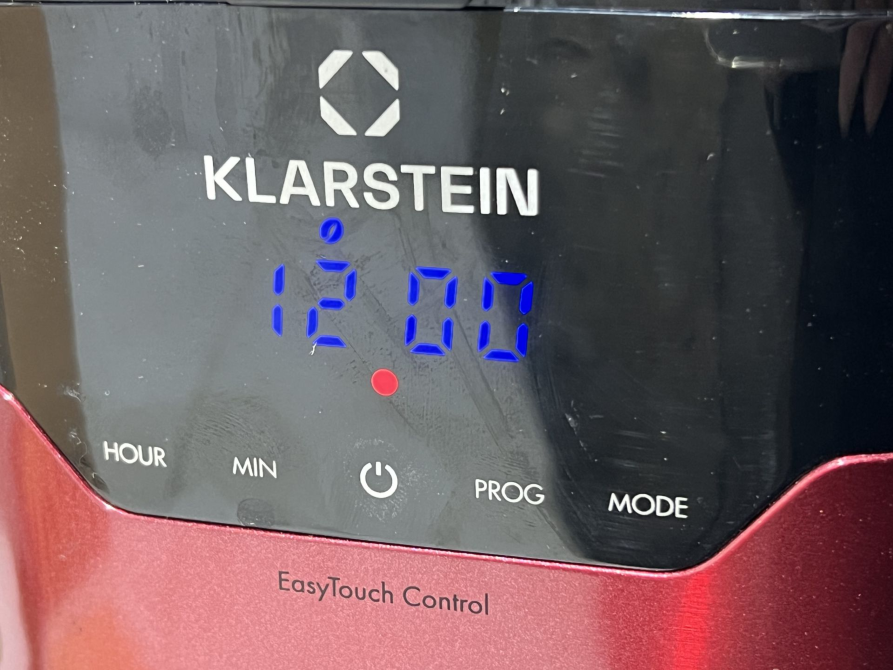 KLARSTEIN
12 00
HOUR MIN PROG MODE
EasyTouch Control